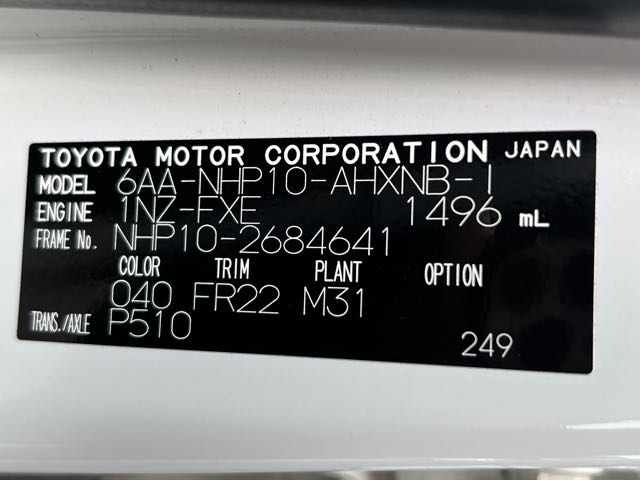 TOYOTA MOTOR CORPORATION JAPAN
MODEL 6AA-NHP10-AHXNB-I
ENGINE 1NZ-FXE 1496 mL
FRAME No. NHP10-2684641
COLOR TRIM PLANT OPTION
040 FR22 M31
TRANS./AXLE P510
249